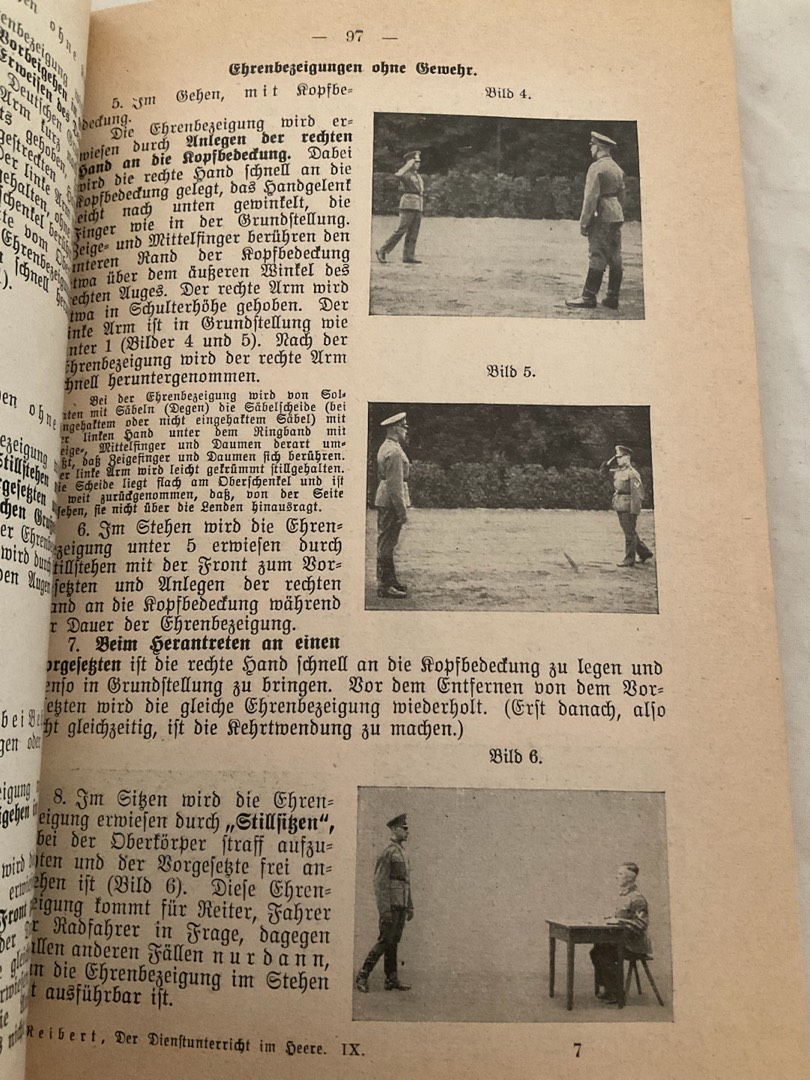 — 97 —
Ehrenbezeigungen ohne Gewehr.
5. Im Gehen, mit Kopfbe-
deckung.
Die Ehrenbezeigung wird er-
wiesen durch Anlegen der rechten
Hand an die Kopfbedeckung. Dabei
wird die rechte Hand schnell an die
Kopfbedeckung gelegt, das Handgelenk
leicht nach unten gewinkelt, die
Finger wie in der Grundstellung.
Zeige- und Mittelfinger berühren den
unteren Rand der Kopfbedeckung
etwa über dem äußeren Winkel des
rechten Auges. Der rechte Arm wird
etwa in Schulterhöhe gehoben. Der
linke Arm ist in Grundstellung wie
unter 1 (Bilder 4 und 5). Nach der
Ehrenbezeigung wird der rechte Arm
schnell heruntergenommen.
Bei der Ehrenbezeigung wird von Sol-
daten mit Säbeln (Degen) die Säbelscheide (bei
eingehaktem oder nicht eingehaktem Säbel) mit
der linken Hand unter dem Ringband mit
Zeige-, Mittelfinger und Daumen derart um-
faßt, daß Zeigefinger und Daumen sich berühren.
Der linke Arm wird leicht gekrümmt stillgehalten.
Die Scheide liegt flach am Oberschenkel und ist
weit zurückgenommen, daß, von der Seite
gesehen, sie nicht über die Lenden hinausragt.
6. Im Stehen wird die Ehren-
bezeigung unter 5 erwiesen durch
Stillstehen mit der Front zum Vor-
gesetzten und Anlegen der rechten
Hand an die Kopfbedeckung während
der Dauer der Ehrenbezeigung.
7. Beim Herantreten an einen
Vorgesetzten ist die rechte Hand schnell an die Kopfbedeckung zu legen und
ebenso in Grundstellung zu bringen. Vor dem Entfernen von dem Vor-
gesetzten wird die gleiche Ehrenbezeigung wiederholt. (Erst danach, also
nicht gleichzeitig, ist die Kehrtwendung zu machen.)
8. Im Sitzen wird die Ehren-
bezeigung erwiesen durch „Stillsitzen“,
wobei der Oberkörper straff aufzu-
richten und der Vorgesetzte frei an-
zusehen ist (Bild 6). Diese Ehren-
bezeigung kommt für Reiter, Fahrer
oder Radfahrer in Frage, dagegen
in allen anderen Fällen nur dann,
wenn die Ehrenbezeigung im Stehen
nicht ausführbar ist.
Bild 4.
Bild 5.
Bild 6.
Reibert, Der Dienstunterricht im Heere. IX.
7